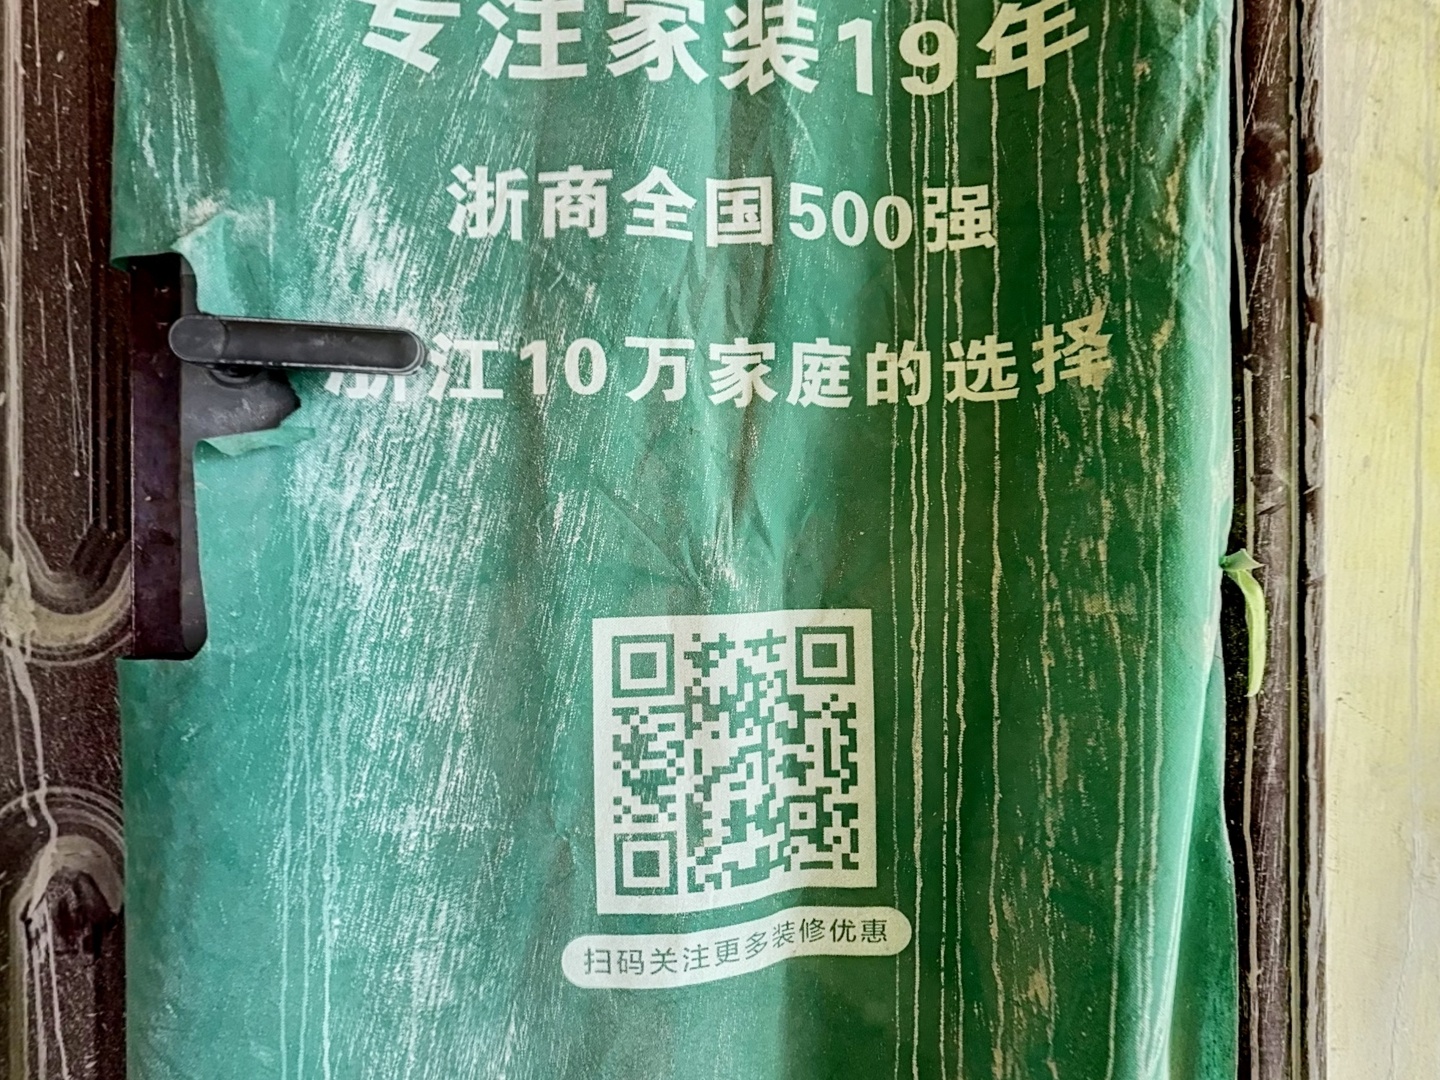 专注家装19年
浙商全国500强
浙江10万家庭的选择
扫码关注更多装修优惠